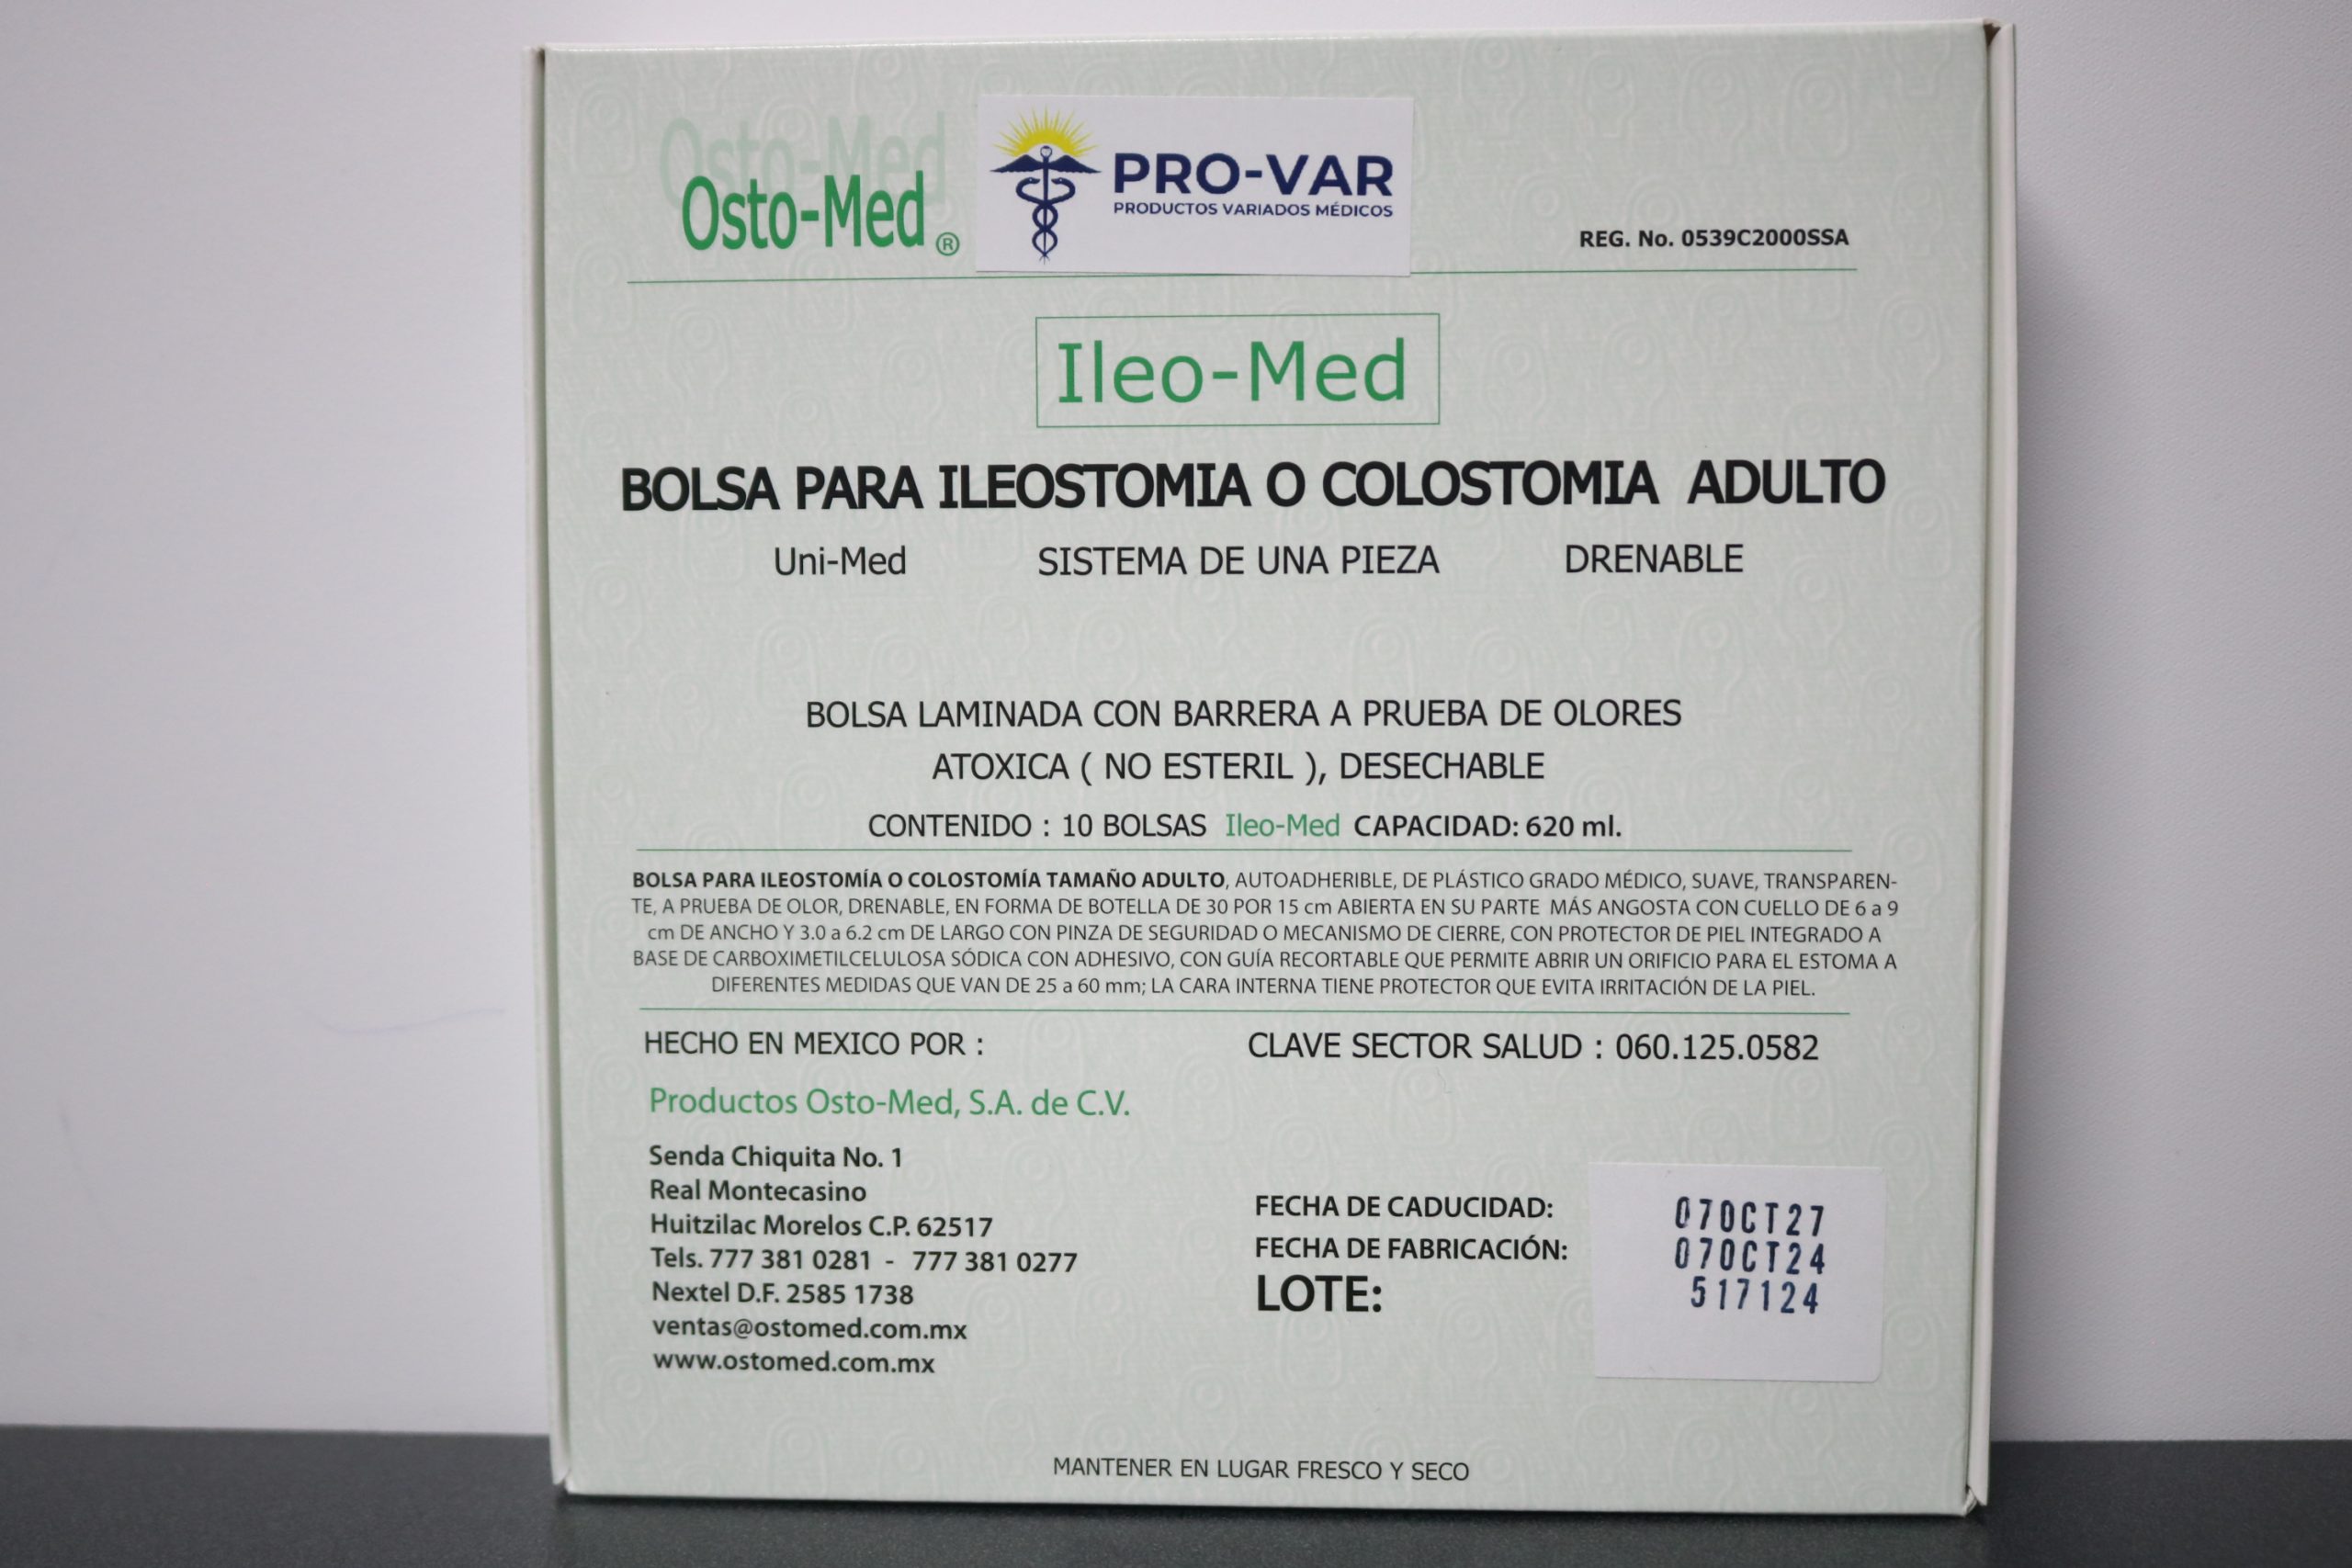 Osto-Med
Osto-Med ®
PRO-VAR
PRODUCTOS VARIADOS MÉDICOS
REG. No. 0539C2000SSA
Ileo-Med
BOLSA PARA ILEOSTOMIA O COLOSTOMIA ADULTO
Uni-Med SISTEMA DE UNA PIEZA DRENABLE
BOLSA LAMINADA CON BARRERA A PRUEBA DE OLORES
ATOXICA ( NO ESTERIL ), DESECHABLE
CONTENIDO : 10 BOLSAS Ileo-Med CAPACIDAD: 620 ml.
BOLSA PARA ILEOSTOMÍA O COLOSTOMÍA TAMAÑO ADULTO, AUTOADHERIBLE, DE PLÁSTICO GRADO MÉDICO, SUAVE, TRANSPAREN-
TE, A PRUEBA DE OLOR, DRENABLE, EN FORMA DE BOTELLA DE 30 POR 15 cm ABIERTA EN SU PARTE MÁS ANGOSTA CON CUELLO DE 6 a 9
cm DE ANCHO Y 3.0 a 6.2 cm DE LARGO CON PINZA DE SEGURIDAD O MECANISMO DE CIERRE, CON PROTECTOR DE PIEL INTEGRADO A
BASE DE CARBOXIMETILCELULOSA SÓDICA CON ADHESIVO, CON GUÍA RECORTABLE QUE PERMITE ABRIR UN ORIFICIO PARA EL ESTOMA A
DIFERENTES MEDIDAS QUE VAN DE 25 a 60 mm; LA CARA INTERNA TIENE PROTECTOR QUE EVITA IRRITACIÓN DE LA PIEL.
HECHO EN MEXICO POR :
CLAVE SECTOR SALUD : 060.125.0582
Productos Osto-Med, S.A. de C.V.
Senda Chiquita No. 1
Real Montecasino
Huitzilac Morelos C.P. 62517
Tels. 777 381 0281 - 777 381 0277
Nextel D.F. 2585 1738
ventas@ostomed.com.mx
www.ostomed.com.mx
FECHA DE CADUCIDAD: 07OCT27
FECHA DE FABRICACIÓN: 07OCT24
LOTE: 517124
MANTENER EN LUGAR FRESCO Y SECO